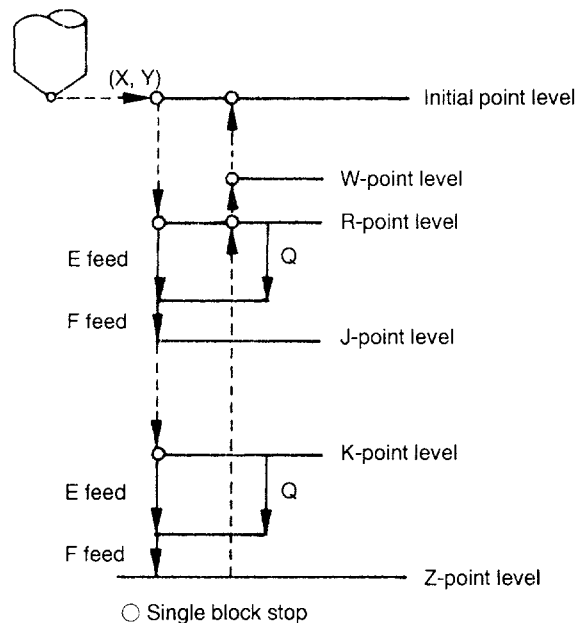 (X, Y)
Initial point level
W-point level
R-point level
E feed
Q
F feed
J-point level
K-point level
E feed
Q
F feed
Z-point level
○ Single block stop